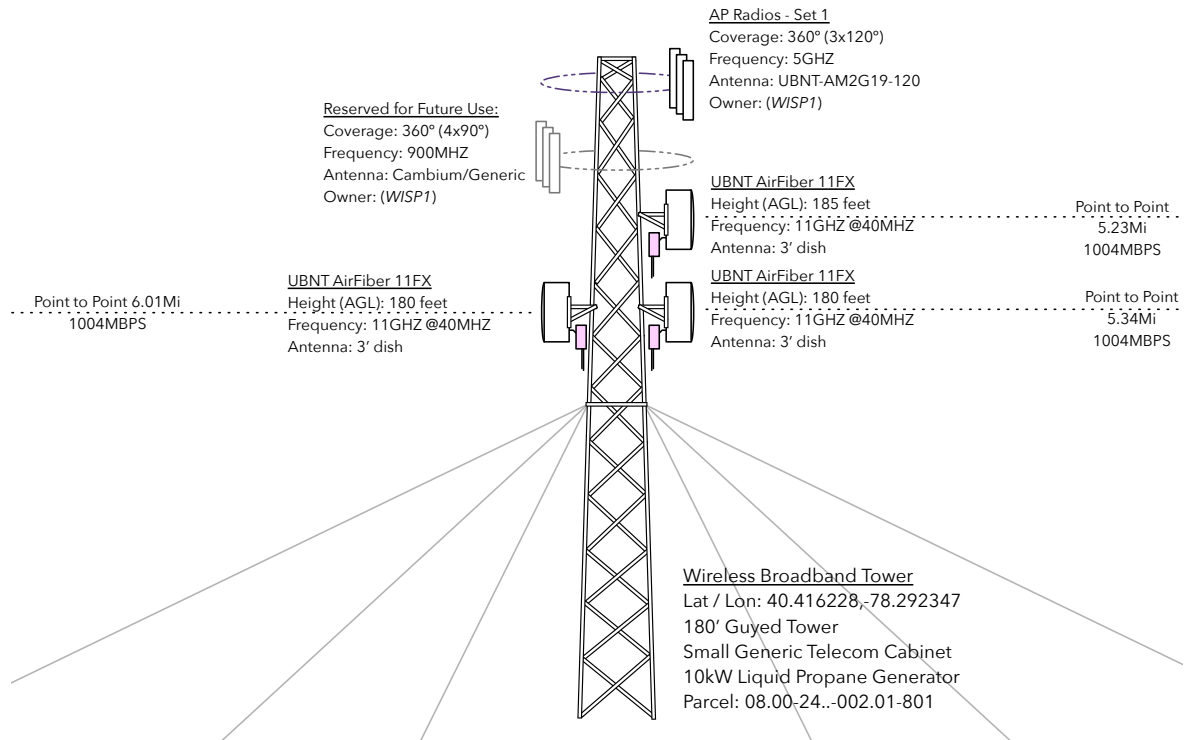 AP Radios - Set 1
Coverage: 360º (3x120º)
Frequency: 5GHZ
Antenna: UBNT-AM2G19-120
Owner: (WISP1)
Reserved for Future Use:
Coverage: 360º (4x90º)
Frequency: 900MHZ
Antenna: Cambium/Generic
Owner: (WISP1)
UBNT AirFiber 11FX
Height (AGL): 185 feet
Frequency: 11GHZ @40MHZ
Antenna: 3’ dish
Point to Point
5.23Mi
1004MBPS
Point to Point 6.01Mi
1004MBPS
UBNT AirFiber 11FX
Height (AGL): 180 feet
Frequency: 11GHZ @40MHZ
Antenna: 3’ dish
UBNT AirFiber 11FX
Height (AGL): 180 feet
Frequency: 11GHZ @40MHZ
Antenna: 3’ dish
Point to Point
5.34Mi
1004MBPS
Wireless Broadband Tower
Lat / Lon: 40.416228,-78.292347
180’ Guyed Tower
Small Generic Telecom Cabinet
10kW Liquid Propane Generator
Parcel: 08.00-24..-002.01-801